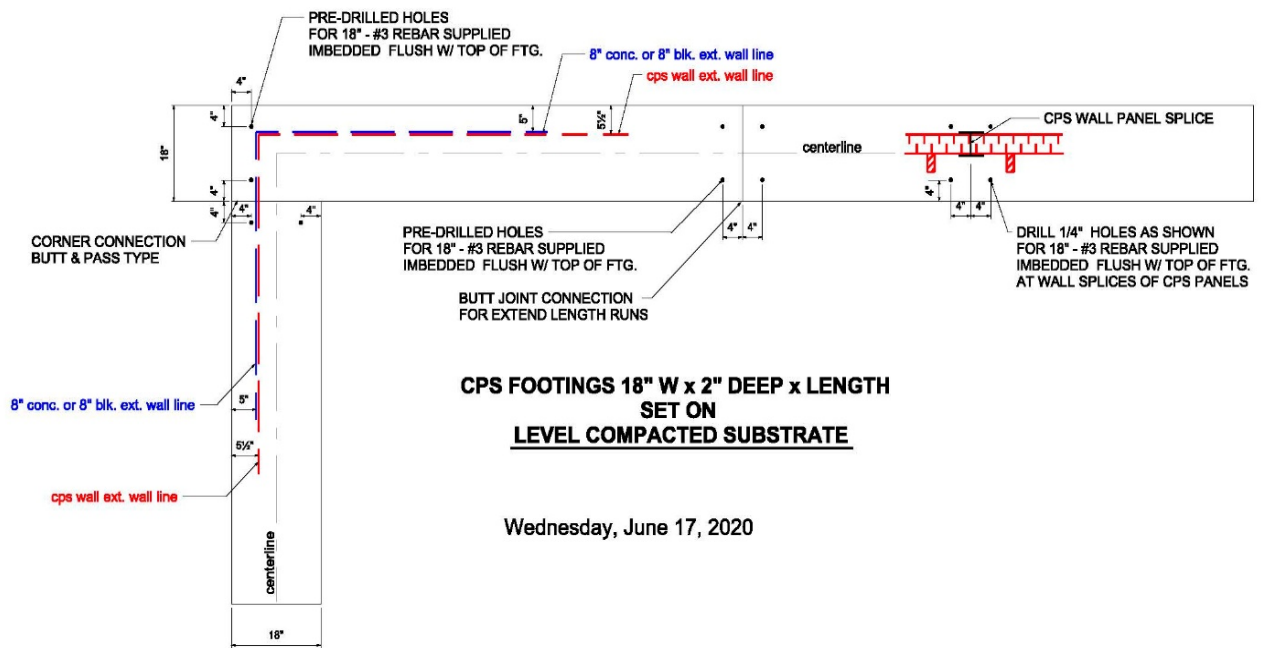 PRE-DRILLED HOLES
FOR 18" - #3 REBAR SUPPLIED
IMBEDDED FLUSH W/ TOP OF FTG.
8" conc. or 8" blk. ext. wall line
cps wall ext. wall line
4"
4"
5"
5½"
CPS WALL PANEL SPLICE
18"
centerline
4"
4"
4"
4"
4"
CORNER CONNECTION
BUTT & PASS TYPE
PRE-DRILLED HOLES
FOR 18" - #3 REBAR SUPPLIED
IMBEDDED FLUSH W/ TOP OF FTG.
4"
4"
4"
4"
DRILL 1/4" HOLES AS SHOWN
FOR 18" - #3 REBAR SUPPLIED
IMBEDDED FLUSH W/ TOP OF FTG.
AT WALL SPLICES OF CPS PANELS
BUTT JOINT CONNECTION
FOR EXTEND LENGTH RUNS
CPS FOOTINGS 18" W x 2" DEEP x LENGTH
SET ON
LEVEL COMPACTED SUBSTRATE
8" conc. or 8" blk. ext. wall line
5"
5½"
cps wall ext. wall line
Wednesday, June 17, 2020
centerline
18"